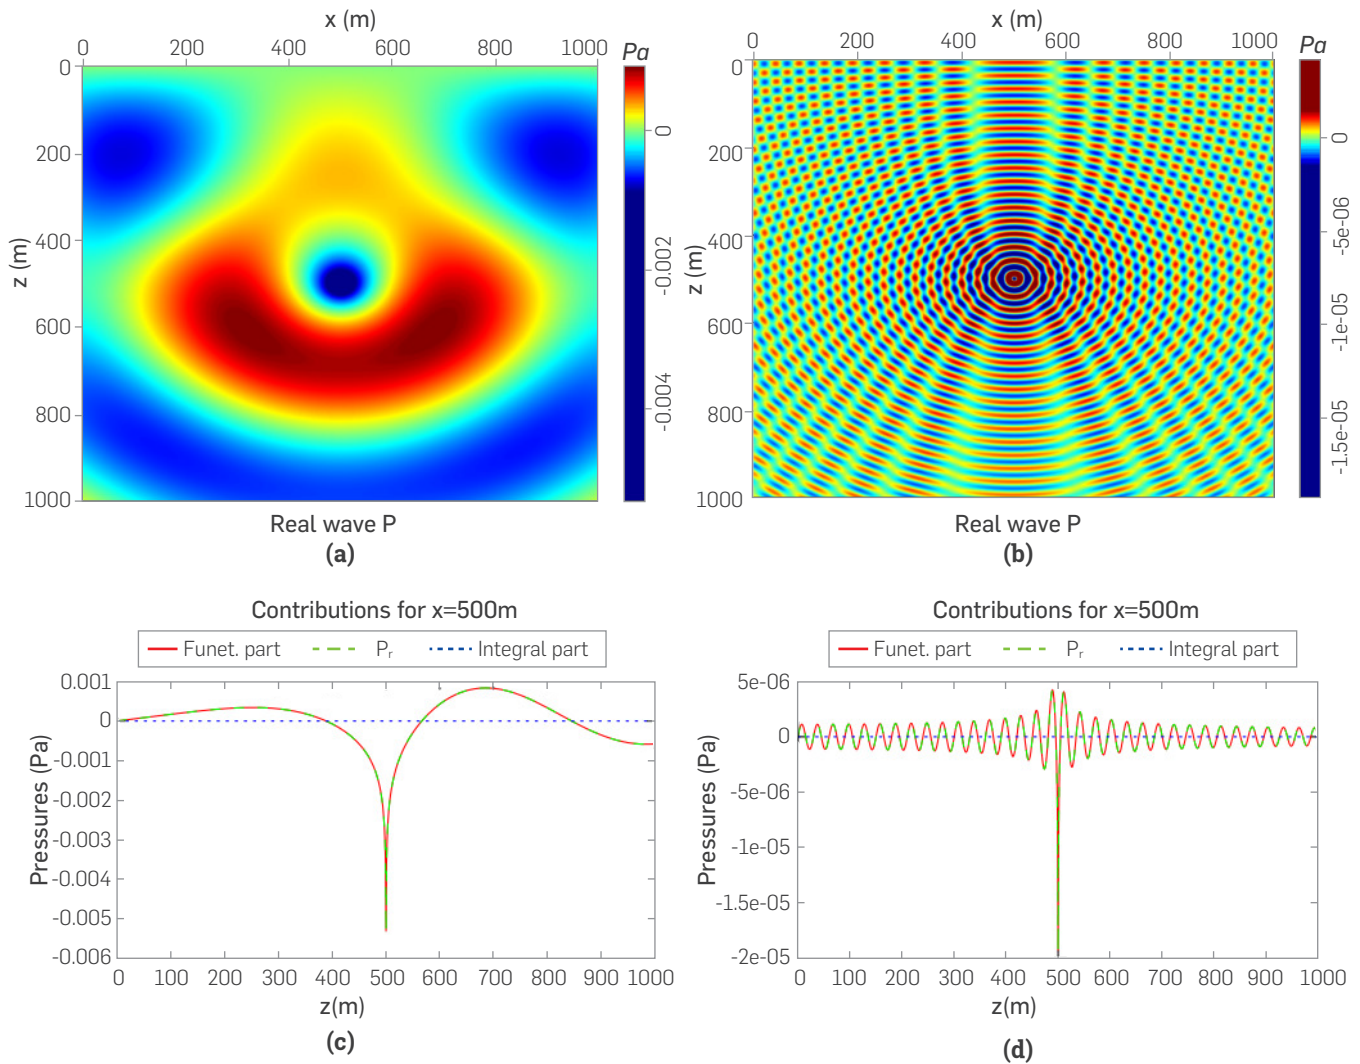 x (m)
0 200 400 600 800 1000
Pa
0
200
400
600
800
1000
z (m)
0
-0.002
-0.004
Real wave P
(a)
x (m)
0 200 400 600 800 1000
Pa
0
200
400
600
800
1000
z (m)
0
-5e-06
-1e-05
-1.5e-05
Real wave P
(b)
Contributions for x=500m
Funet. part Pr Integral part
0.001
0
-0.001
-0.002
-0.003
-0.004
-0.005
-0.006
Pressures (Pa)
0 100 200 300 400 500 600 700 800 900 1000
z(m)
(c)
Contributions for x=500m
Funet. part Pr Integral part
5e-06
0
-5e-06
-1e-05
-1.5e-05
-2e-05
Pressures (Pa)
0 100 200 300 400 500 600 700 800 900 1000
z(m)
(d)